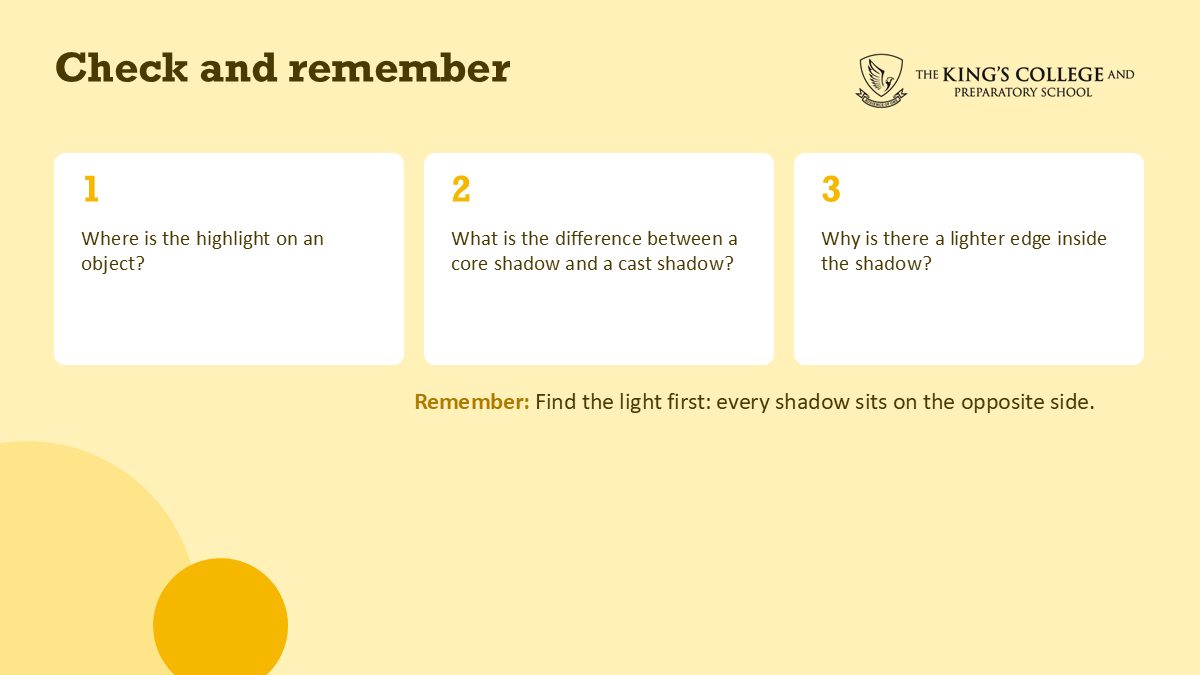 Check and remember
THE KING'S COLLEGE AND
PREPARATORY SCHOOL
1
Where is the highlight on an
object?
2
What is the difference between a
core shadow and a cast shadow?
3
Why is there a lighter edge inside
the shadow?
Remember: Find the light first: every shadow sits on the opposite side.